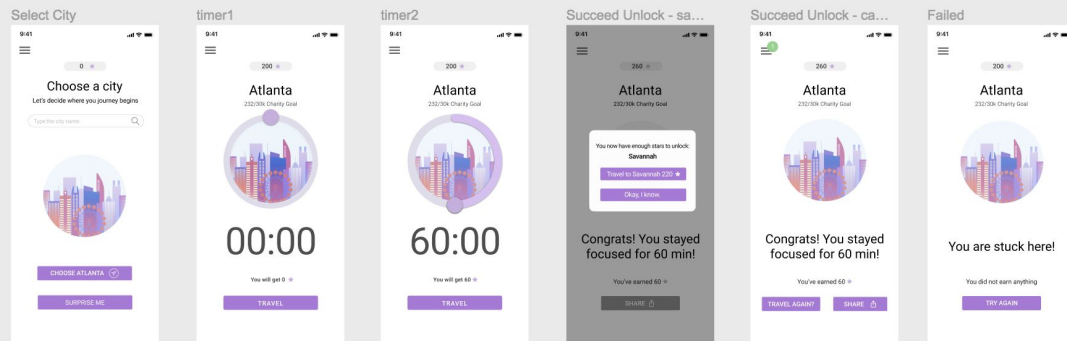 Select City
9:41
0
Choose a city
Let's decide where you journey begins
Type the city name
CHOOSE ATLANTA
SURPRISE ME
timer1
9:41
200
Atlanta
232/30k Charity Goal
00:00
You will get 0
TRAVEL
timer2
9:41
200
Atlanta
232/30k Charity Goal
60:00
You will get 60
TRAVEL
Succeed Unlock - sa...
9:41
260
Atlanta
232/30k Charity Goal
You now have enough stars to unlock:
Savannah
Travel to Savannah 220
Okay, I know.
Congrats! You stayed
focused for 60 min!
You've earned 60
SHARE
Succeed Unlock - ca...
9:41
1
260
Atlanta
232/30k Charity Goal
Congrats! You stayed
focused for 60 min!
You've earned 60
TRAVEL AGAIN?
SHARE
Failed
9:41
200
Atlanta
232/30k Charity Goal
You are stuck here!
You did not earn anything
TRY AGAIN